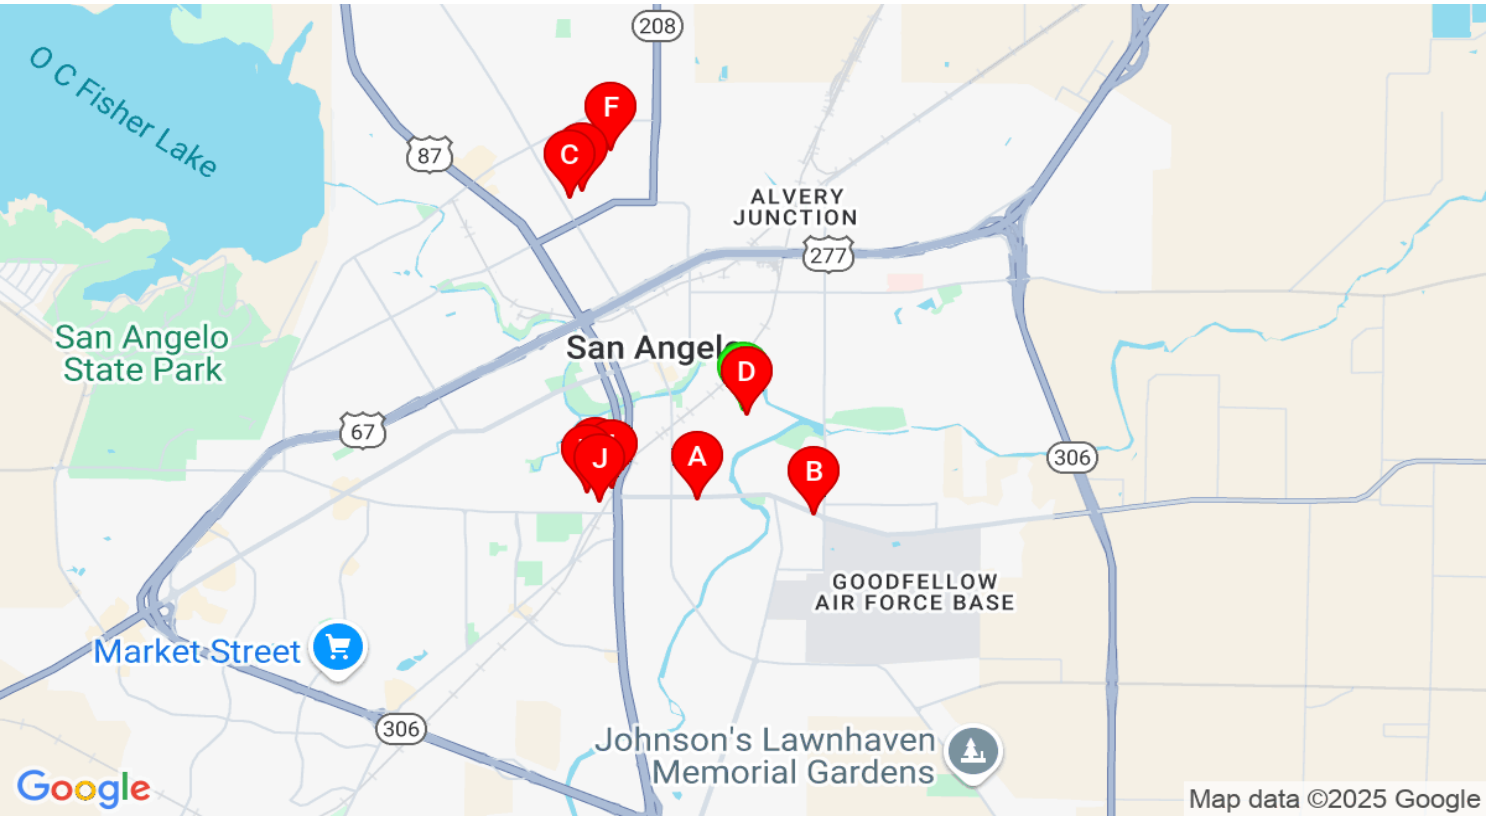 208
O C Fisher Lake
F
C
87
ALVERY
JUNCTION
277
San Angelo
State Park
San Angelo
D
67
J
A
B
306
GOODFELLOW
AIR FORCE BASE
Market Street
306
Johnson's Lawnhaven
Memorial Gardens
Google
Map data ©2025 Google